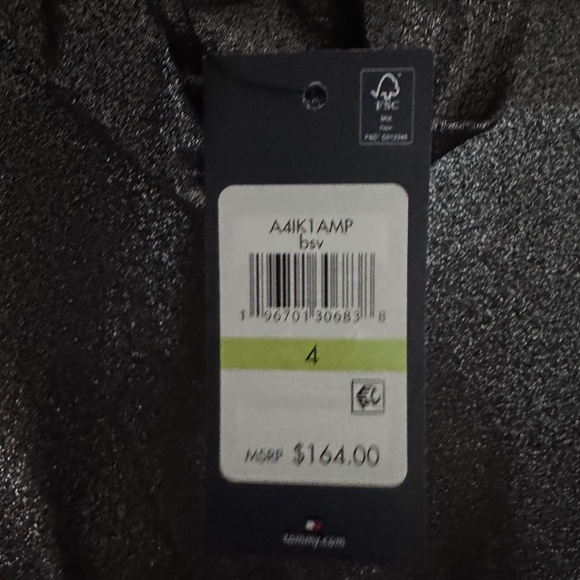 FSC
A4IK1AMP
bsv
1 96701 30683 8
4
MSRP $164.00
tommy.com